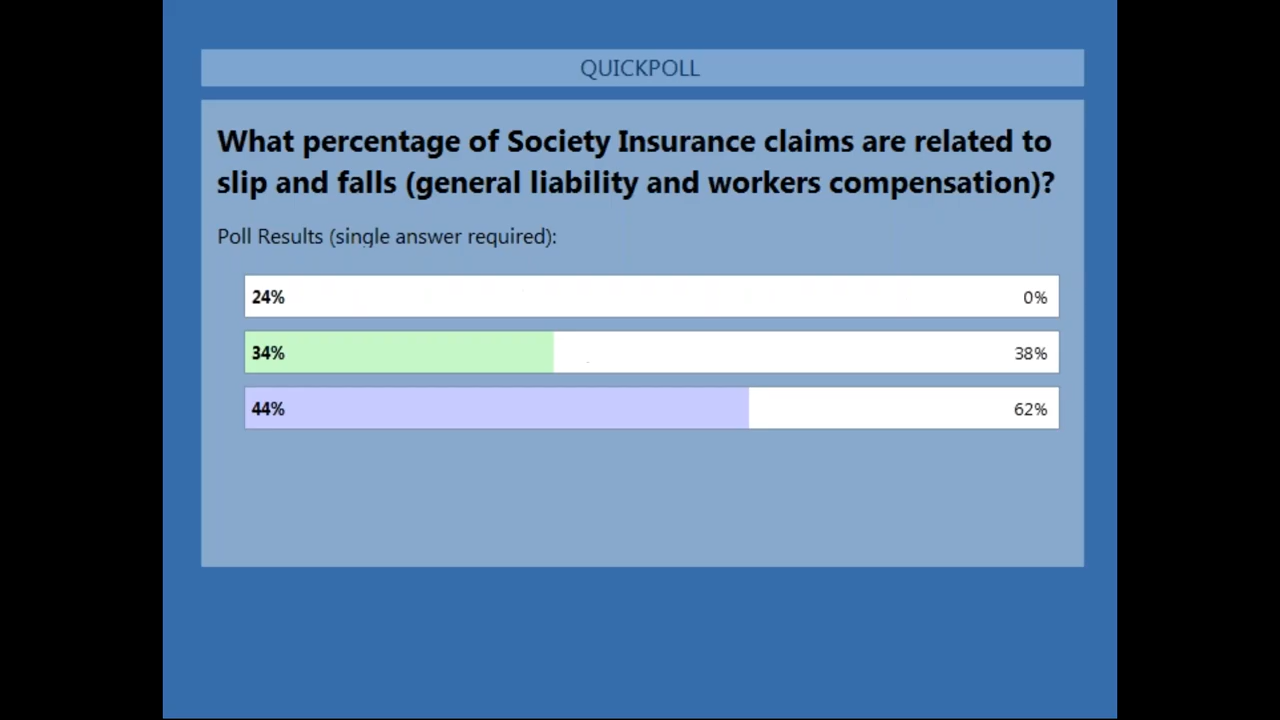 QUICKPOLL
What percentage of Society Insurance claims are related to
slip and falls (general liability and workers compensation)?
Poll Results (single answer required):
24% 0%
34% 38%
44% 62%